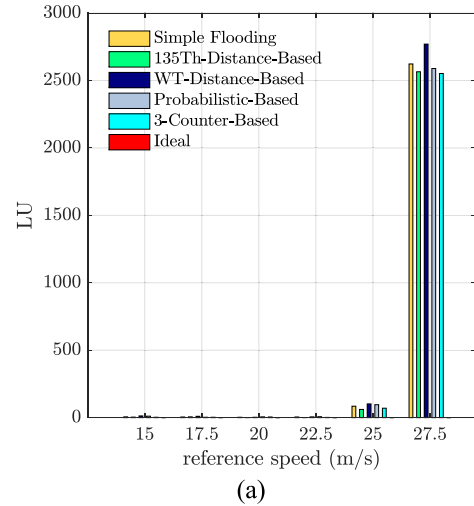 3000
2500
2000
1500
1000
500
0
LU
Simple Flooding
135Th-Distance-Based
WT-Distance-Based
Probabilistic-Based
3-Counter-Based
Ideal
15 17.5 20 22.5 25 27.5
reference speed (m/s)
(a)